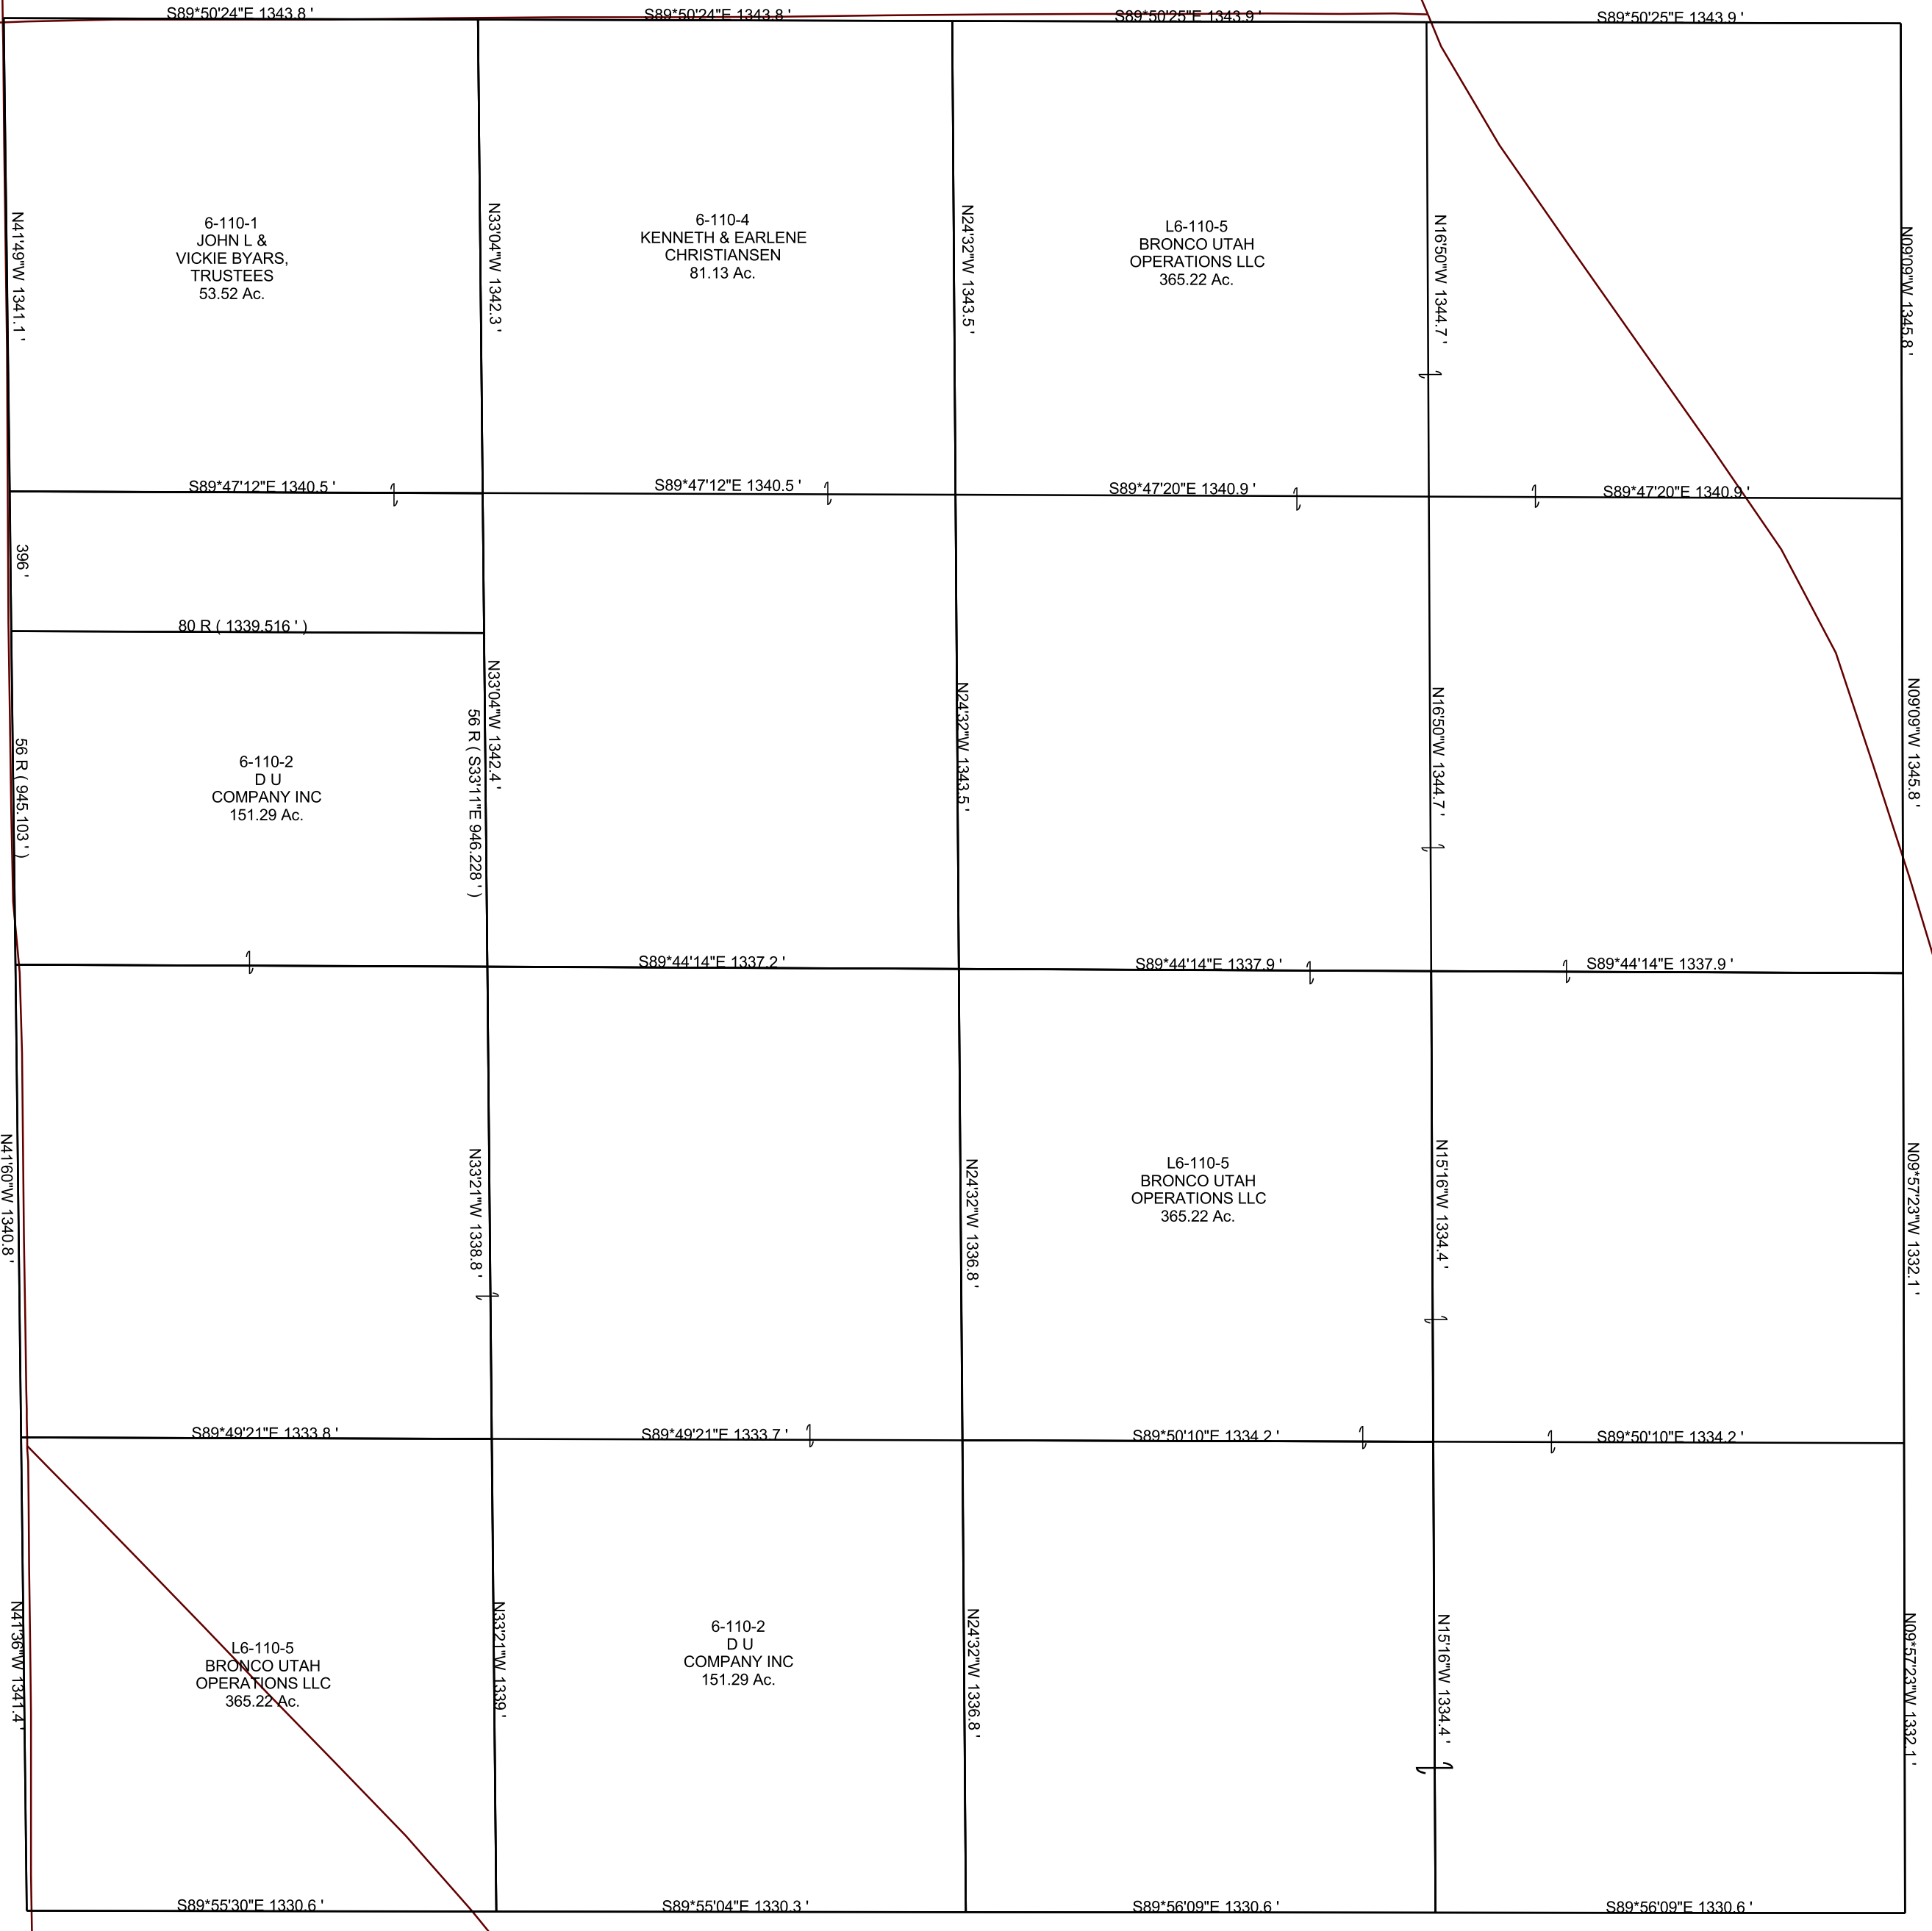 S89*50'24"E 1343.8 '
S89*50'24"E 1343.8 '
S89*50'25"E 1343.9 '
S89*50'25"E 1343.9 '
N41'49"W 1341.1 '
6-110-1
JOHN L &
VICKIE BYARS,
TRUSTEES
53.52 Ac.
N33'04"W 1342.3 '
6-110-4
KENNETH & EARLENE
CHRISTIANSEN
81.13 Ac.
N24'32"W 1343.5 '
L6-110-5
BRONCO UTAH
OPERATIONS LLC
365.22 Ac.
N16'50"W 1344.7 '
N09'09"W 1345.8 '
S89*47'12"E 1340.5 '
S89*47'12"E 1340.5 '
S89*47'20"E 1340.9 '
S89*47'20"E 1340.9 '
396 '
80 R ( 1339.516 ' )
56 R ( 945.103 ' )
6-110-2
D U
COMPANY INC
151.29 Ac.
56 R ( S33'11"E 946.228 ' )
N33'04"W 1342.4 '
N24'32"W 1343.5 '
N16'50"W 1344.7 '
N09'09"W 1345.8 '
S89*44'14"E 1337.2 '
S89*44'14"E 1337.9 '
S89*44'14"E 1337.9 '
N41'60"W 1340.8 '
N33'21"W 1338.8 '
N24'32"W 1336.8 '
L6-110-5
BRONCO UTAH
OPERATIONS LLC
365.22 Ac.
N15'16"W 1334.4 '
N09*57'23"W 1332.1 '
S89*49'21"E 1333.8 '
S89*49'21"E 1333.7 '
S89*50'10"E 1334.2 '
S89*50'10"E 1334.2 '
N41'36"W 1341.4 '
L6-110-5
BRONCO UTAH
OPERATIONS LLC
365.22 Ac.
N33'21"W 1339 '
6-110-2
D U
COMPANY INC
151.29 Ac.
N24'32"W 1336.8 '
N15'16"W 1334.4 '
N09*57'23"W 1332.1 '
S89*55'30"E 1330.6 '
S89*55'04"E 1330.3 '
S89*56'09"E 1330.6 '
S89*56'09"E 1330.6 '